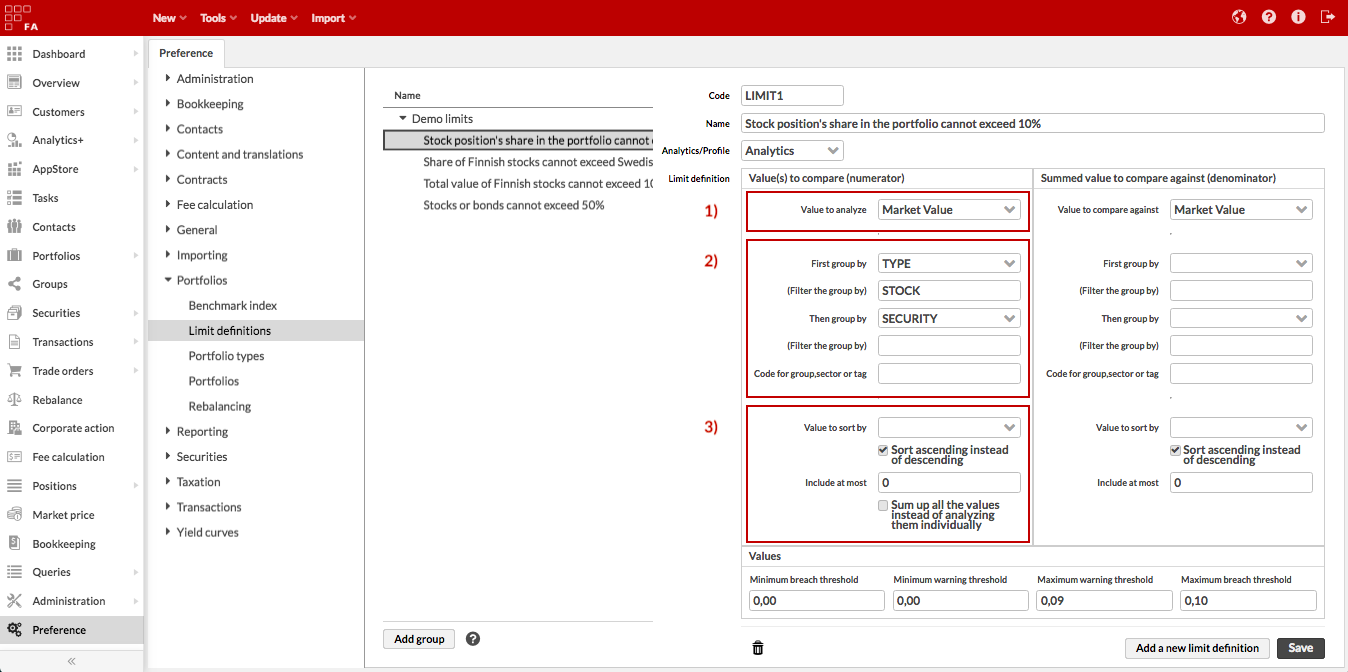 FA
New
Tools
Update
Import
Dashboard
Overview
Customers
Analytics+
AppStore
Tasks
Contacts
Portfolios
Groups
Securities
Transactions
Trade orders
Rebalance
Corporate action
Fee calculation
Positions
Market price
Bookkeeping
Queries
Administration
Preference
«
Preference
Administration
Bookkeeping
Contacts
Content and translations
Contracts
Fee calculation
General
Importing
Portfolios
Benchmark index
Limit definitions
Portfolio types
Portfolios
Rebalancing
Reporting
Securities
Taxation
Transactions
Yield curves
Name
Demo limits
Stock position's share in the portfolio cannot
Share of Finnish stocks cannot exceed Swedis
Total value of Finnish stocks cannot exceed 10
Stocks or bonds cannot exceed 50%
Add group
?
Code LIMIT1
Name Stock position's share in the portfolio cannot exceed 10%
Analytics/Profile Analytics
Limit definition
Value(s) to compare (numerator)
1)
Value to analyze Market Value
2)
First group by TYPE
(Filter the group by) STOCK
Then group by SECURITY
(Filter the group by)
Code for group,sector or tag
3)
Value to sort by
Sort ascending instead
of descending
Include at most 0
Sum up all the values
instead of analyzing
them individually
Summed value to compare against (denominator)
Value to compare against Market Value
First group by
(Filter the group by)
Then group by
(Filter the group by)
Code for group,sector or tag
Value to sort by
Sort ascending instead
of descending
Include at most 0
Values
Minimum breach threshold
0,00
Minimum warning threshold
0,00
Maximum warning threshold
0,09
Maximum breach threshold
0,10
Add a new limit definition
Save